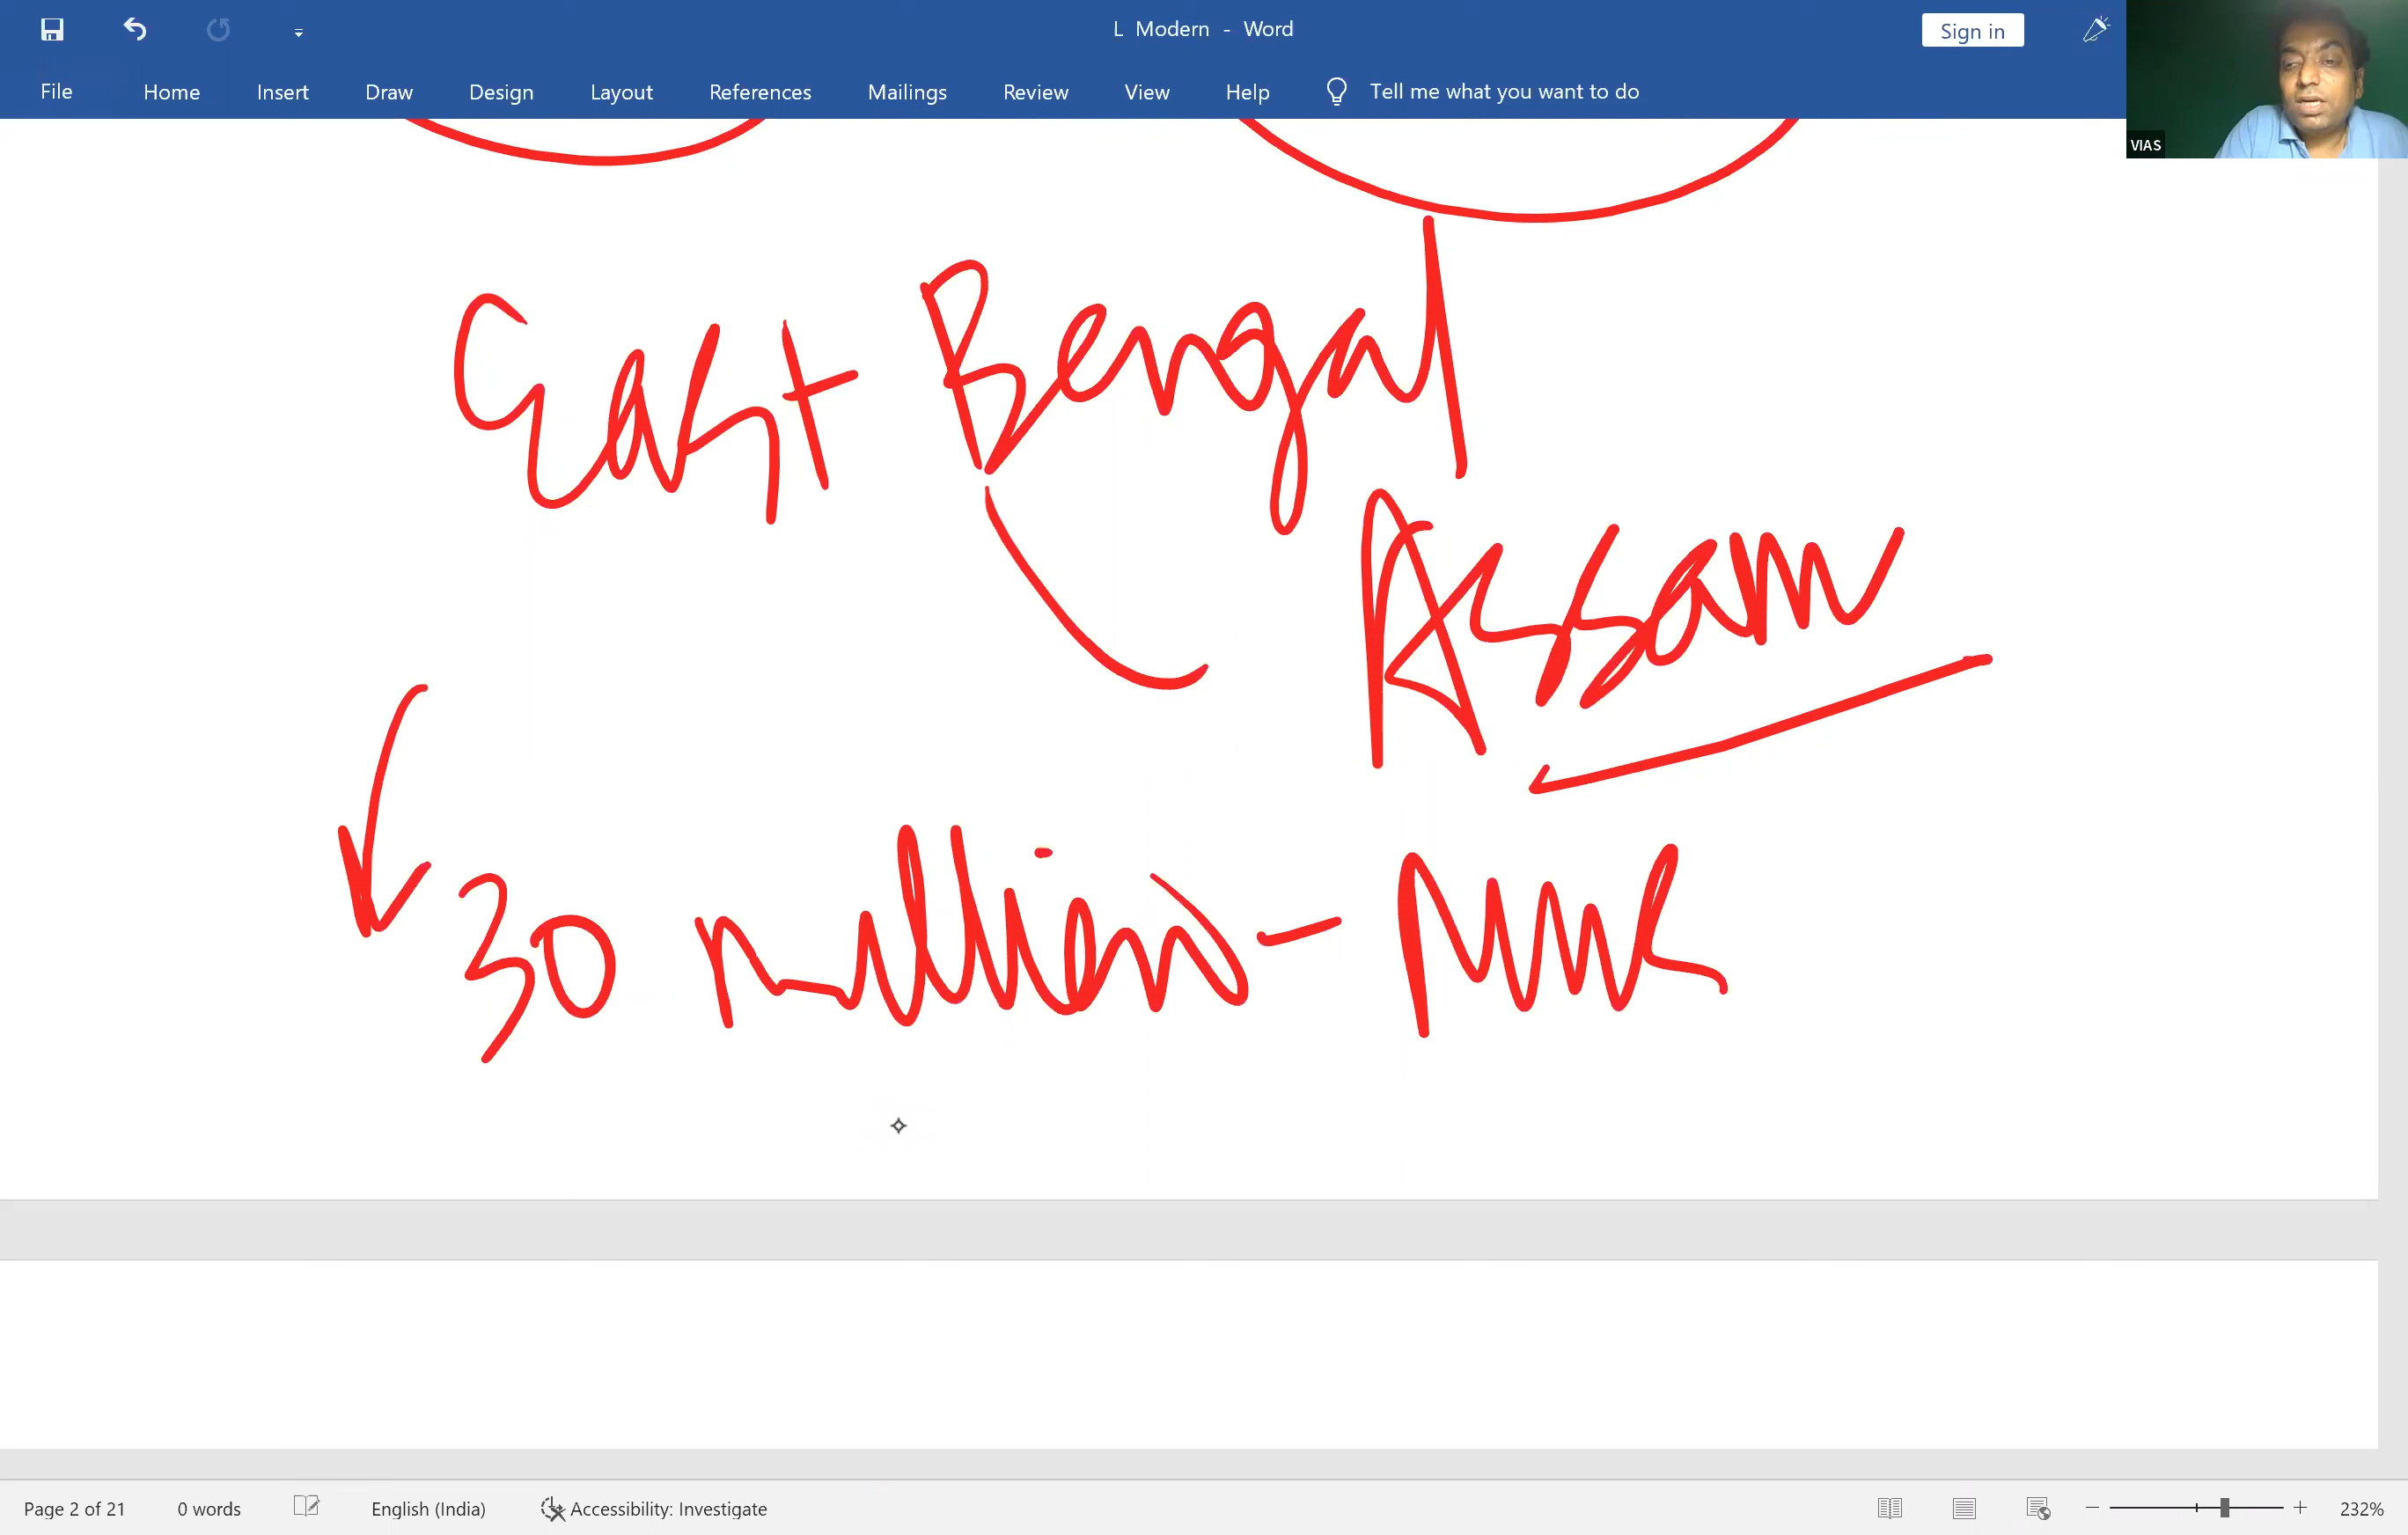 L Modern - Word
Sign in
File Home Insert Draw Design Layout References Mailings Review View Help Tell me what you want to do
VIAS
East Bengal
Assam
30 million -
Page 2 of 21 0 words English (India) Accessibility: Investigate 232%